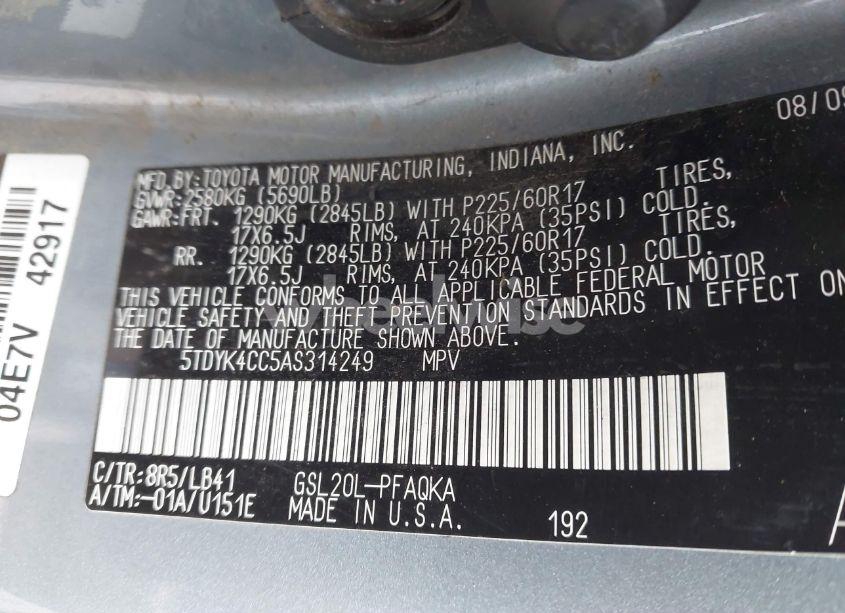 08/09
MFD.BY:TOYOTA MOTOR MANUFACTURING, INDIANA, INC.
GVWR:2580KG (5690LB)
GAWR:FRT. 1290KG (2845LB) WITH P225/60R17 TIRES,
17X6.5J RIMS, AT 240KPA (35PSI) COLD.
RR. 1290KG (2845LB) WITH P225/60R17 TIRES,
17X6.5J RIMS, AT 240KPA (35PSI) COLD.
THIS VEHICLE CONFORMS TO ALL APPLICABLE FEDERAL MOTOR
VEHICLE SAFETY AND THEFT PREVENTION STANDARDS IN EFFECT ON
THE DATE OF MANUFACTURE SHOWN ABOVE.
5TDYK4CC5AS314249 MPV
C/TR:8R5/LB41 GSL20L-PFAQKA
A/TM:-01A/U151E MADE IN U.S.A. 192
04E7V 42917